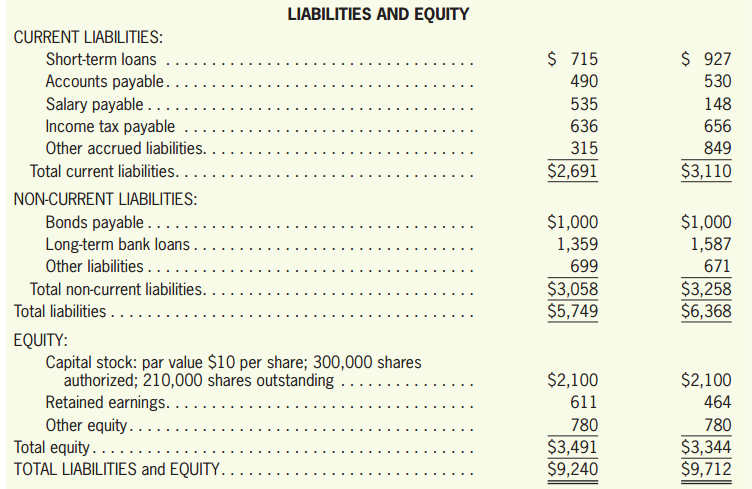 LIABILITIES AND EQUITY
CURRENT LIABILITIES:
Short-term loans . . . . . . . . . . . . . . . . . . . . . . . . . . . . . . . . . $ 715 $ 927
Accounts payable. . . . . . . . . . . . . . . . . . . . . . . . . . . . . . . . . 490 530
Salary payable . . . . . . . . . . . . . . . . . . . . . . . . . . . . . . . . . . . 535 148
Income tax payable . . . . . . . . . . . . . . . . . . . . . . . . . . . . . . . 636 656
Other accrued liabilities. . . . . . . . . . . . . . . . . . . . . . . . . . . . . 315 849
Total current liabilities. . . . . . . . . . . . . . . . . . . . . . . . . . . . . . . . $2,691 $3,110
NON-CURRENT LIABILITIES:
Bonds payable . . . . . . . . . . . . . . . . . . . . . . . . . . . . . . . . . . . $1,000 $1,000
Long-term bank loans . . . . . . . . . . . . . . . . . . . . . . . . . . . . . . 1,359 1,587
Other liabilities . . . . . . . . . . . . . . . . . . . . . . . . . . . . . . . . . . . 699 671
Total non-current liabilities. . . . . . . . . . . . . . . . . . . . . . . . . . . . . $3,058 $3,258
Total liabilities . . . . . . . . . . . . . . . . . . . . . . . . . . . . . . . . . . . . . . . $5,749 $6,368
EQUITY:
Capital stock: par value $10 per share; 300,000 shares
authorized; 210,000 shares outstanding . . . . . . . . . . . . . . . $2,100 $2,100
Retained earnings. . . . . . . . . . . . . . . . . . . . . . . . . . . . . . . . . 611 464
Other equity . . . . . . . . . . . . . . . . . . . . . . . . . . . . . . . . . . . . . 780 780
Total equity . . . . . . . . . . . . . . . . . . . . . . . . . . . . . . . . . . . . . . . . . $3,491 $3,344
TOTAL LIABILITIES and EQUITY. . . . . . . . . . . . . . . . . . . . . . . . . . . $9,240 $9,712